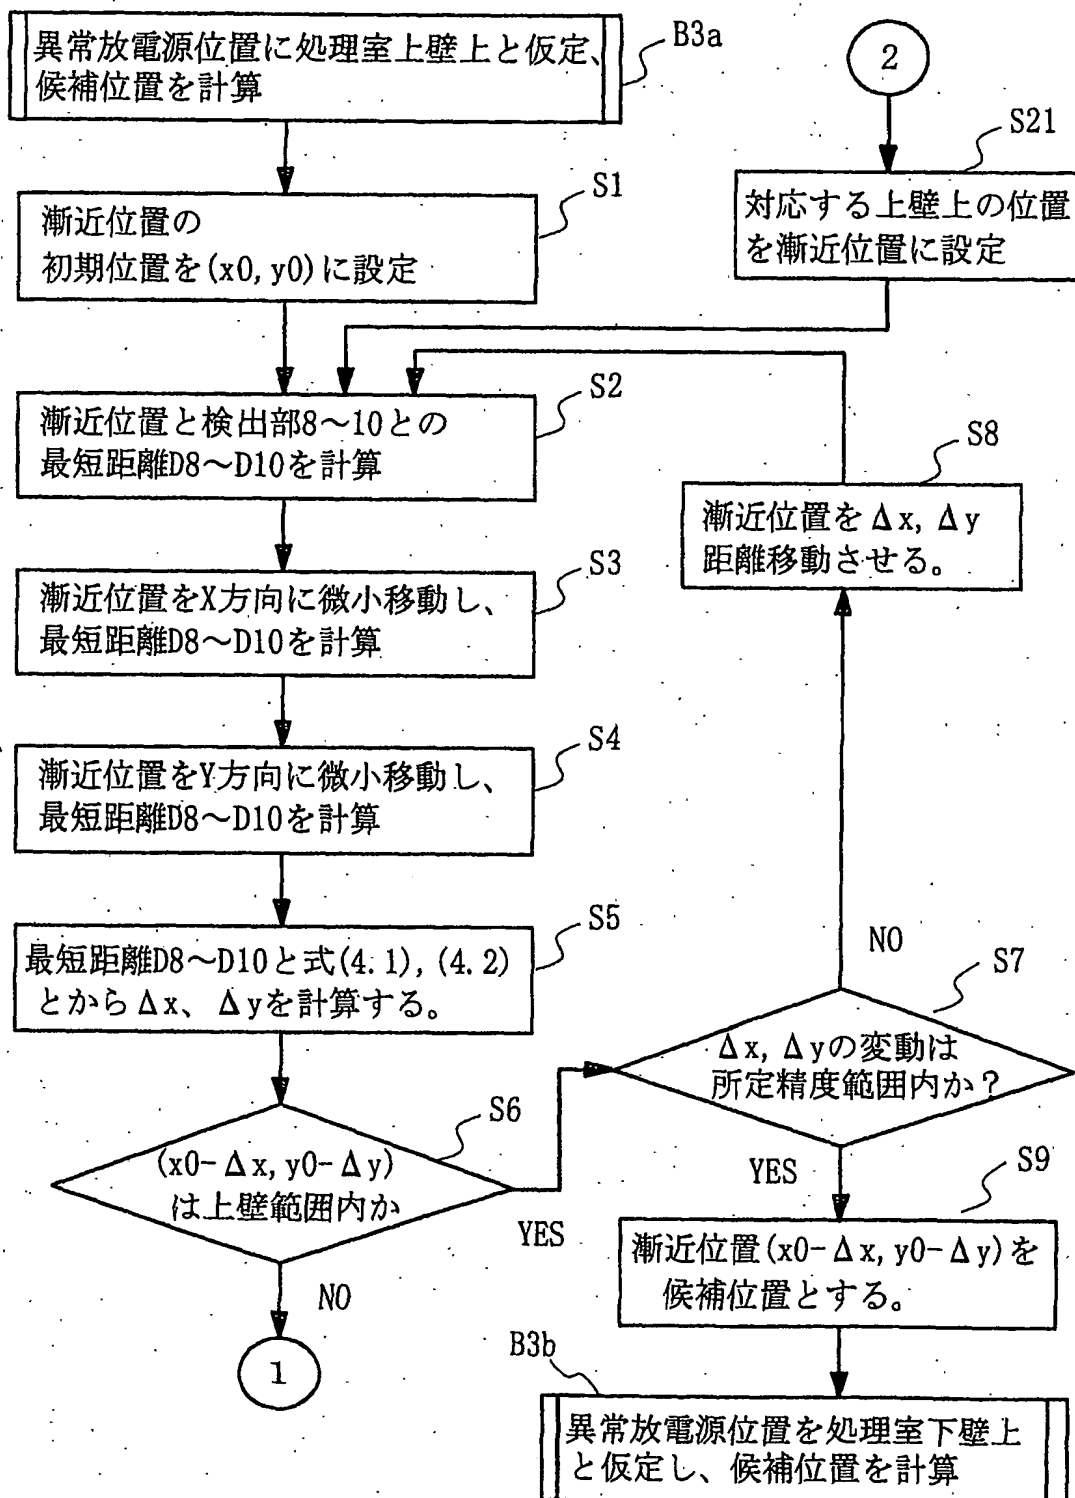 異常放電源位置に処理室上壁上と仮定、
候補位置を計算
B3a
2
S21
対応する上壁上の位置
を漸近位置に設定
S1
漸近位置の
初期位置を(x0, y0)に設定
S2
漸近位置と検出部8～10との
最短距離D8～D10を計算
S8
漸近位置をΔx, Δy
距離移動させる。
S3
漸近位置をX方向に微小移動し、
最短距離D8～D10を計算
S4
漸近位置をY方向に微小移動し、
最短距離D8～D10を計算
S5
最短距離D8～D10と式(4.1), (4.2)
とからΔx、Δyを計算する。
NO
S7
Δx, Δyの変動は
所定精度範囲内か？
S6
(x0-Δx, y0-Δy)
は上壁範囲内か
YES
NO
1
YES
S9
漸近位置(x0-Δx, y0-Δy)を
候補位置とする。
B3b
異常放電源位置を処理室下壁上
と仮定し、候補位置を計算